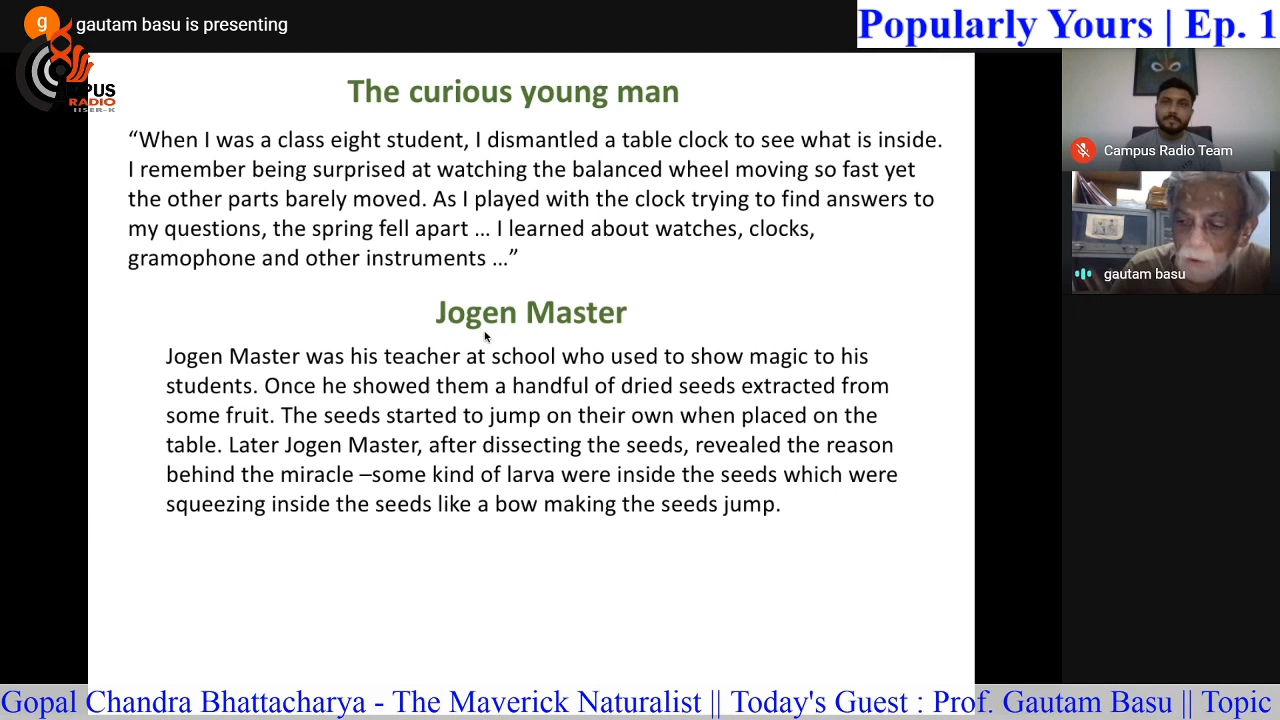 g gautam basu is presenting
Popularly Yours | Ep. 1
RADIO
IISER-K
The curious young man
“When I was a class eight student, I dismantled a table clock to see what is inside.
I remember being surprised at watching the balanced wheel moving so fast yet
the other parts barely moved. As I played with the clock trying to find answers to
my questions, the spring fell apart … I learned about watches, clocks,
gramophone and other instruments …”
Jogen Master
Jogen Master was his teacher at school who used to show magic to his
students. Once he showed them a handful of dried seeds extracted from
some fruit. The seeds started to jump on their own when placed on the
table. Later Jogen Master, after dissecting the seeds, revealed the reason
behind the miracle –some kind of larva were inside the seeds which were
squeezing inside the seeds like a bow making the seeds jump.
Campus Radio Team
gautam basu
Gopal Chandra Bhattacharya - The Maverick Naturalist || Today's Guest : Prof. Gautam Basu || Topic